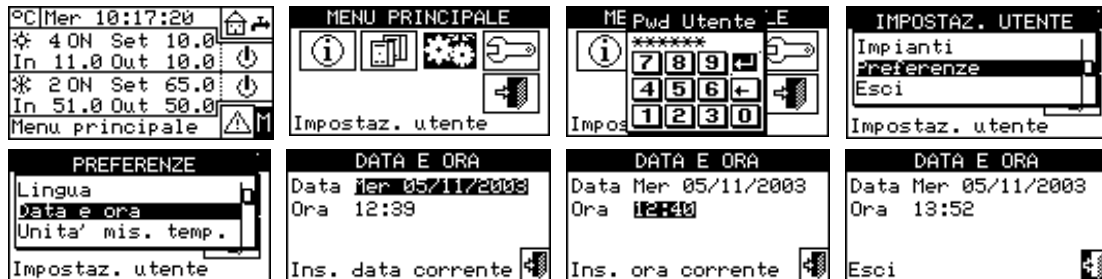 °C Mer 10:17:20
4 ON Set 10.0
In 11.0 Out 10.0
2 ON Set 65.0
In 51.0 Out 50.0
Menu principale M
MENU PRINCIPALE
i
Impostaz. utente
ME Pwd Utente LE
******
i 7 8 9
4 5 6
Impos 1 2 3 0
IMPOSTAZ. UTENTE
Impianti
Preferenze
Esci
Impostaz. utente
PREFERENZE
Lingua
Data e ora
Unita' mis. temp.
Impostaz. utente
DATA E ORA
Data Mer 05/11/2003
Ora 12:39
Ins. data corrente
DATA E ORA
Data Mer 05/11/2003
Ora 12:40
Ins. ora corrente
DATA E ORA
Data Mer 05/11/2003
Ora 13:52
Esci